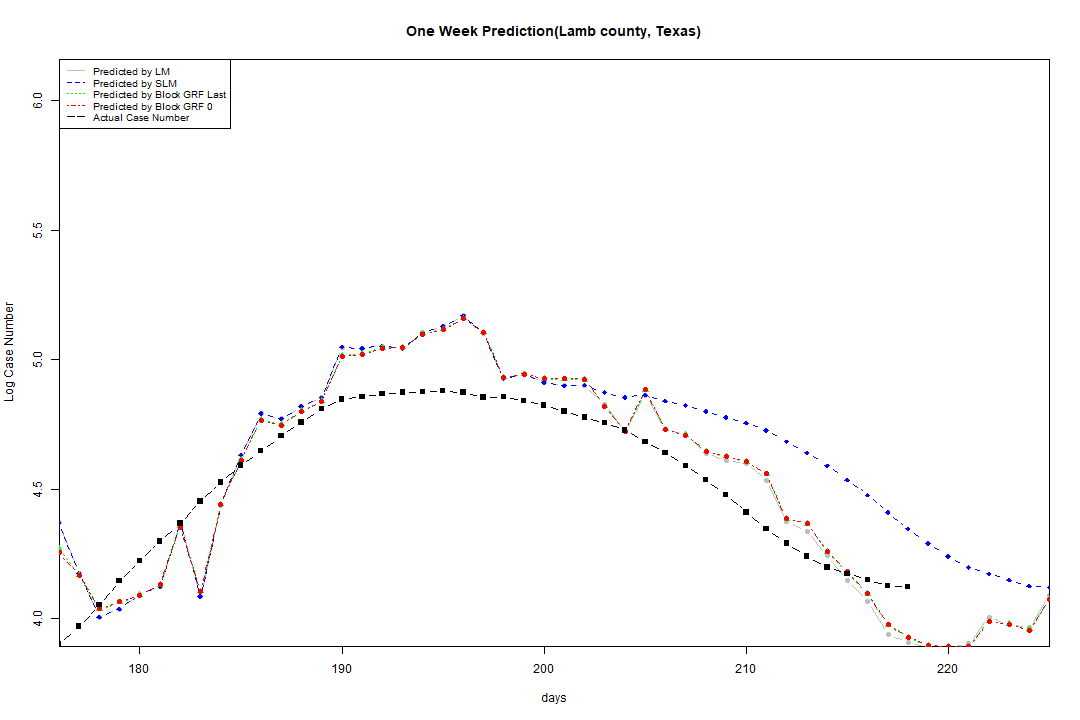 One Week Prediction(Lamb county, Texas)
Predicted by LM
Predicted by SLM
Predicted by Block GRF Last
Predicted by Block GRF 0
Actual Case Number
6.0
5.5
5.0
4.5
4.0
Log Case Number
180 190 200 210 220
days